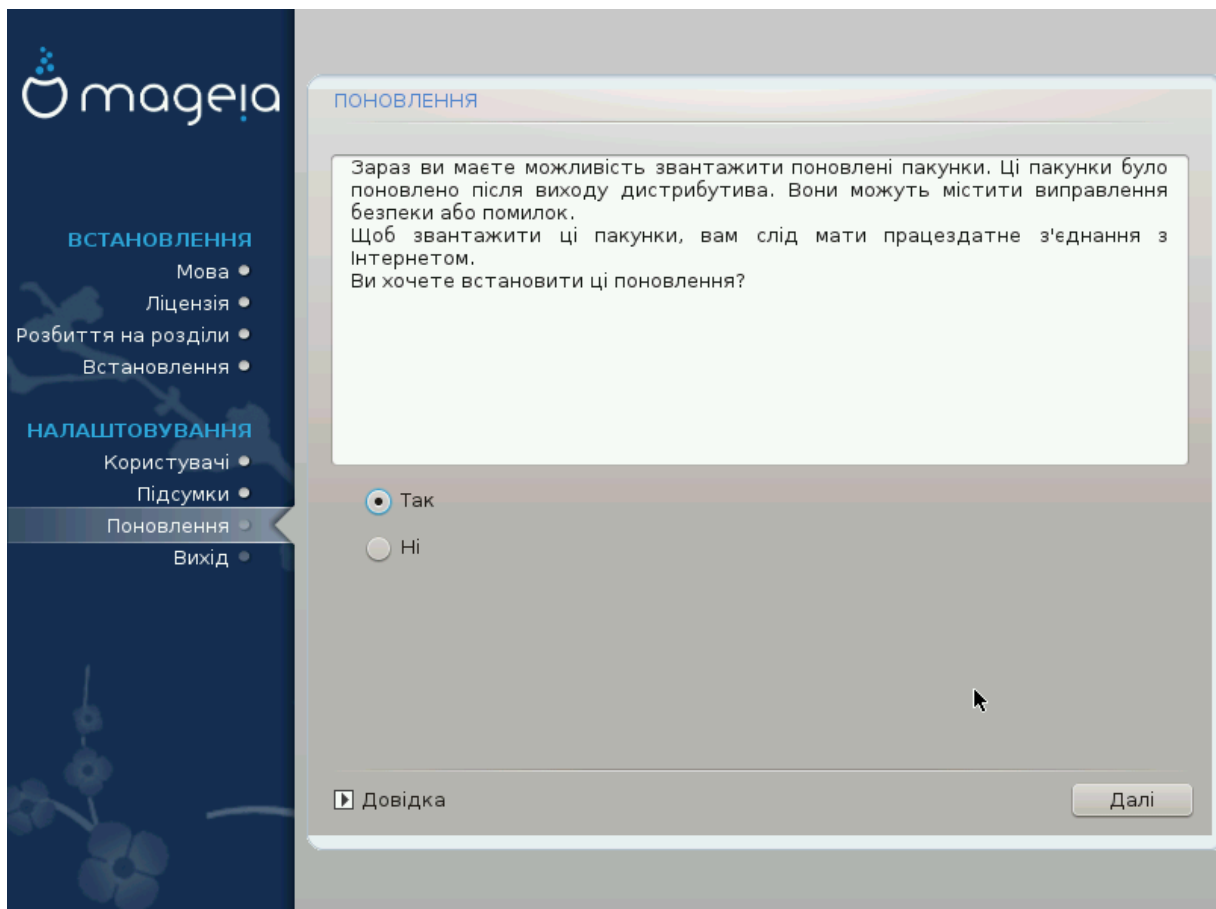 mageia
ВСТАНОВЛЕННЯ
Мова
Ліцензія
Розбиття на розділи
Встановлення
НАЛАШТОВУВАННЯ
Користувачі
Підсумки
Поновлення
Вихід
ПОНОВЛЕННЯ
Зараз ви маєте можливість звантажити поновлені пакунки. Ці пакунки було
поновлено після виходу дистрибутива. Вони можуть містити виправлення
безпеки або помилок.
Щоб звантажити ці пакунки, вам слід мати працездатне з'єднання з
Інтернетом.
Ви хочете встановити ці поновлення?
Так
Ні
Довідка
Далі